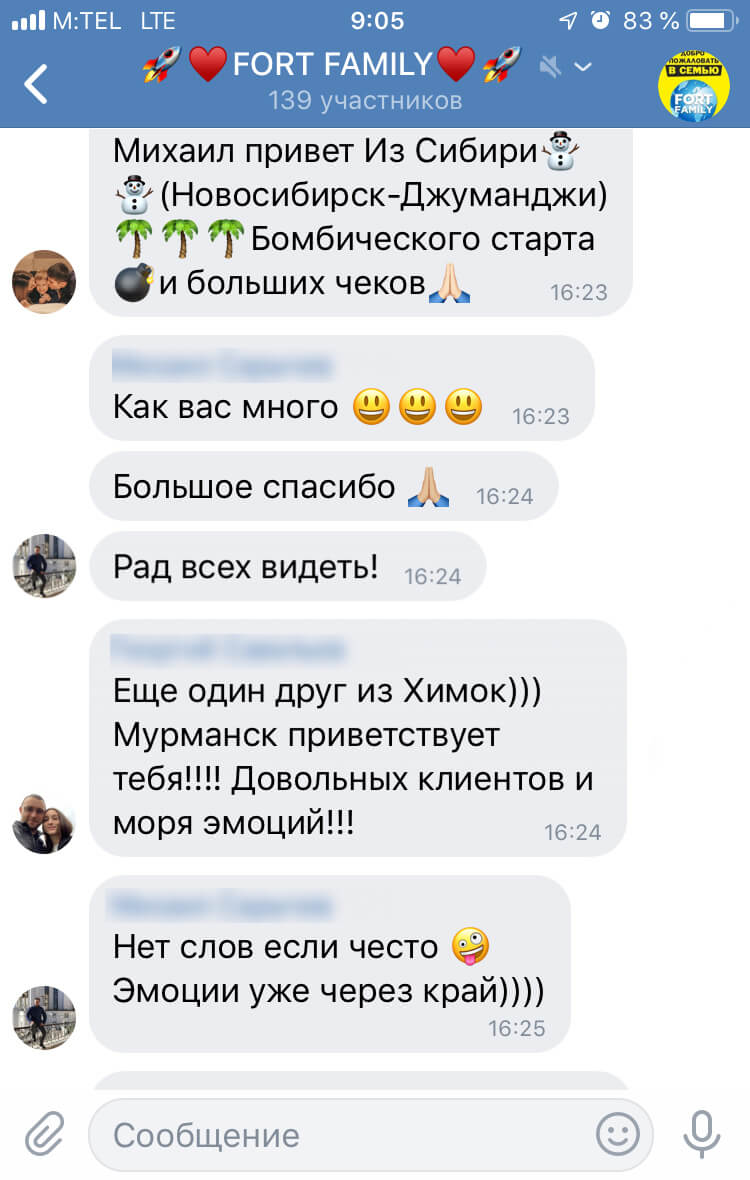 M:TEL LTE 9:05 83 %
🚀❤️FORT FAMILY❤️🚀
139 участников
ДОБРО
ПОЖАЛОВАТЬ
В СЕМЬЮ
FORT
FAMILY
Михаил привет Из Сибири⛄
⛄(Новосибирск-Джуманджи)
🌴🌴🌴Бомбического старта
💣и больших чеков🙏🏻 16:23
Как вас много 😃😃😃 16:23
Большое спасибо 🙏🏼 16:24
Рад всех видеть! 16:24
Еще один друг из Химок)))
Мурманск приветствует
тебя!!!! Довольных клиентов и
моря эмоций!!! 16:24
Нет слов если често 🤪
Эмоции уже через край))))
16:25
Сообщение